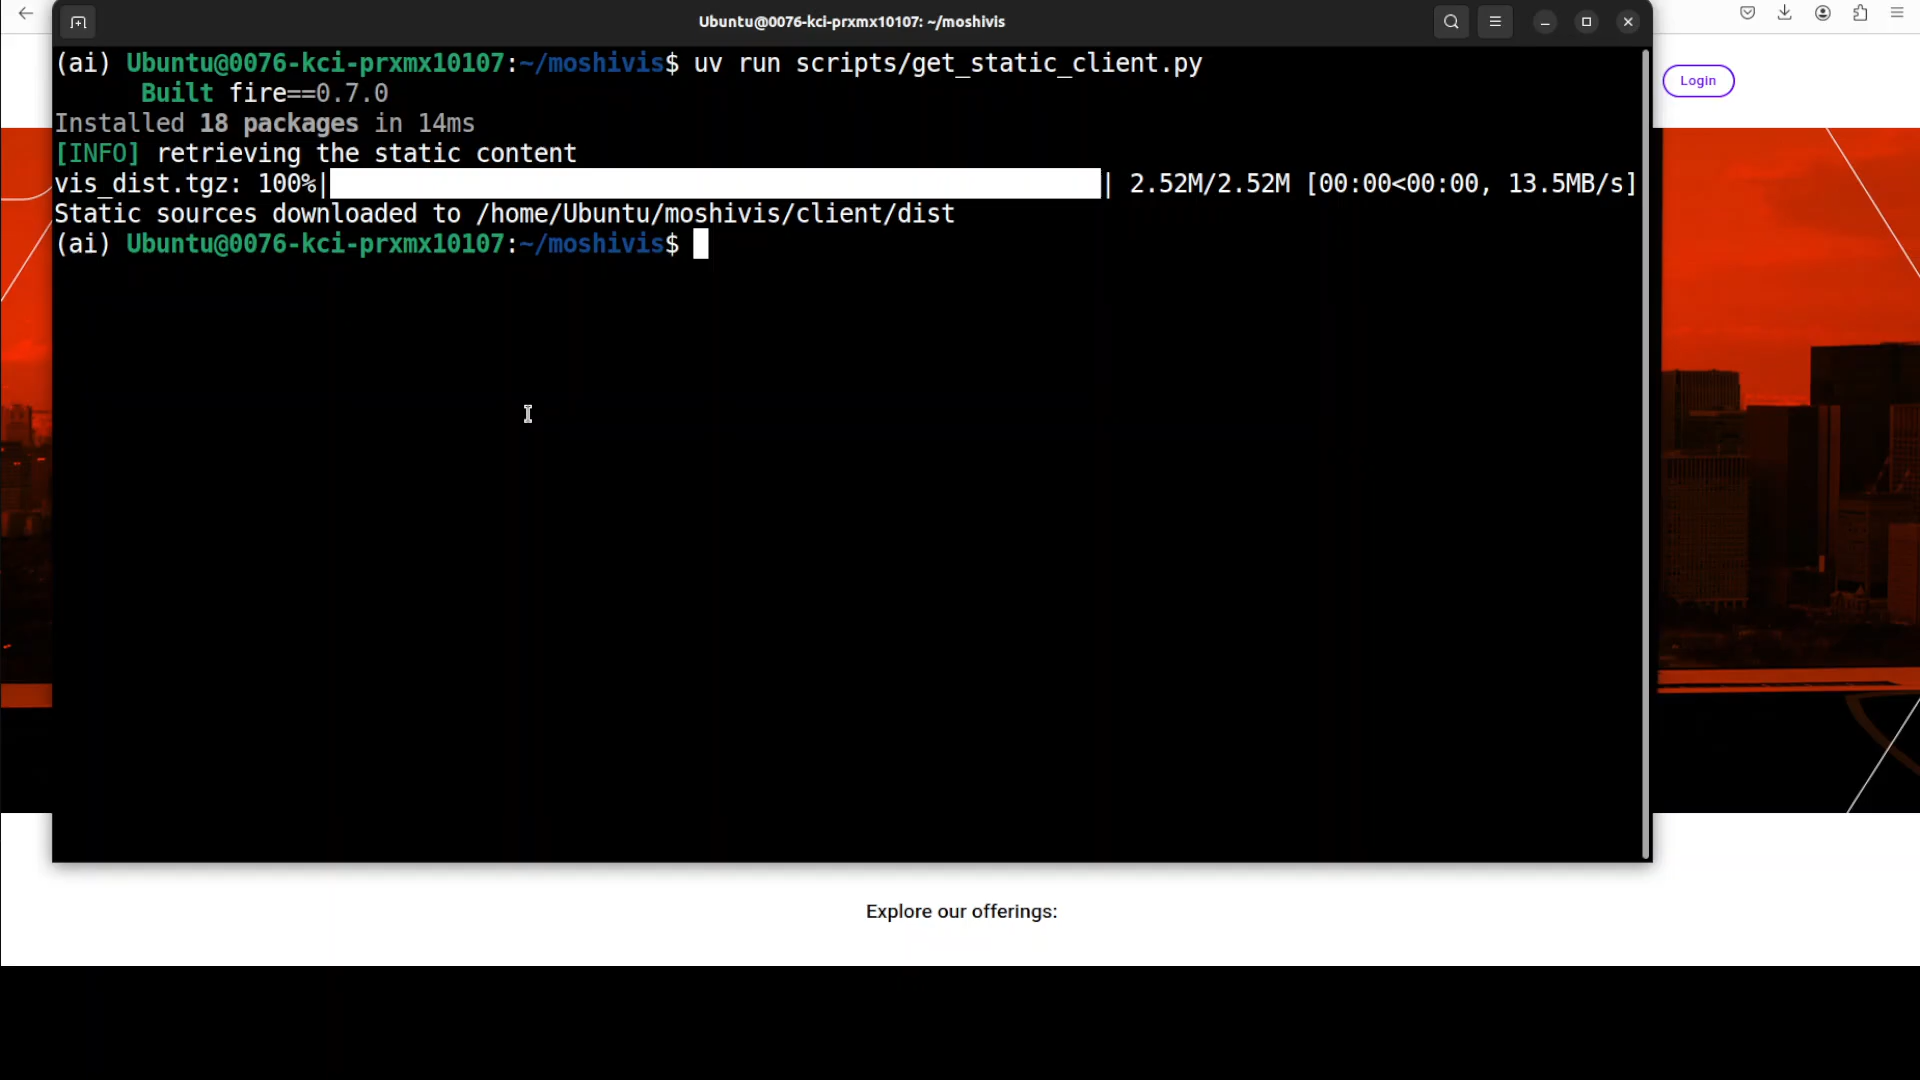 Ubuntu@0076-kci-prxmx10107: ~/moshivis
Login
(ai) Ubuntu@0076-kci-prxmx10107:~/moshivis$ uv run scripts/get_static_client.py
Built fire==0.7.0
Installed 18 packages in 14ms
[INFO] retrieving the static content
vis_dist.tgz: 100%| | 2.52M/2.52M [00:00<00:00, 13.5MB/s]
Static sources downloaded to /home/Ubuntu/moshivis/client/dist
(ai) Ubuntu@0076-kci-prxmx10107:~/moshivis$
Explore our offerings: